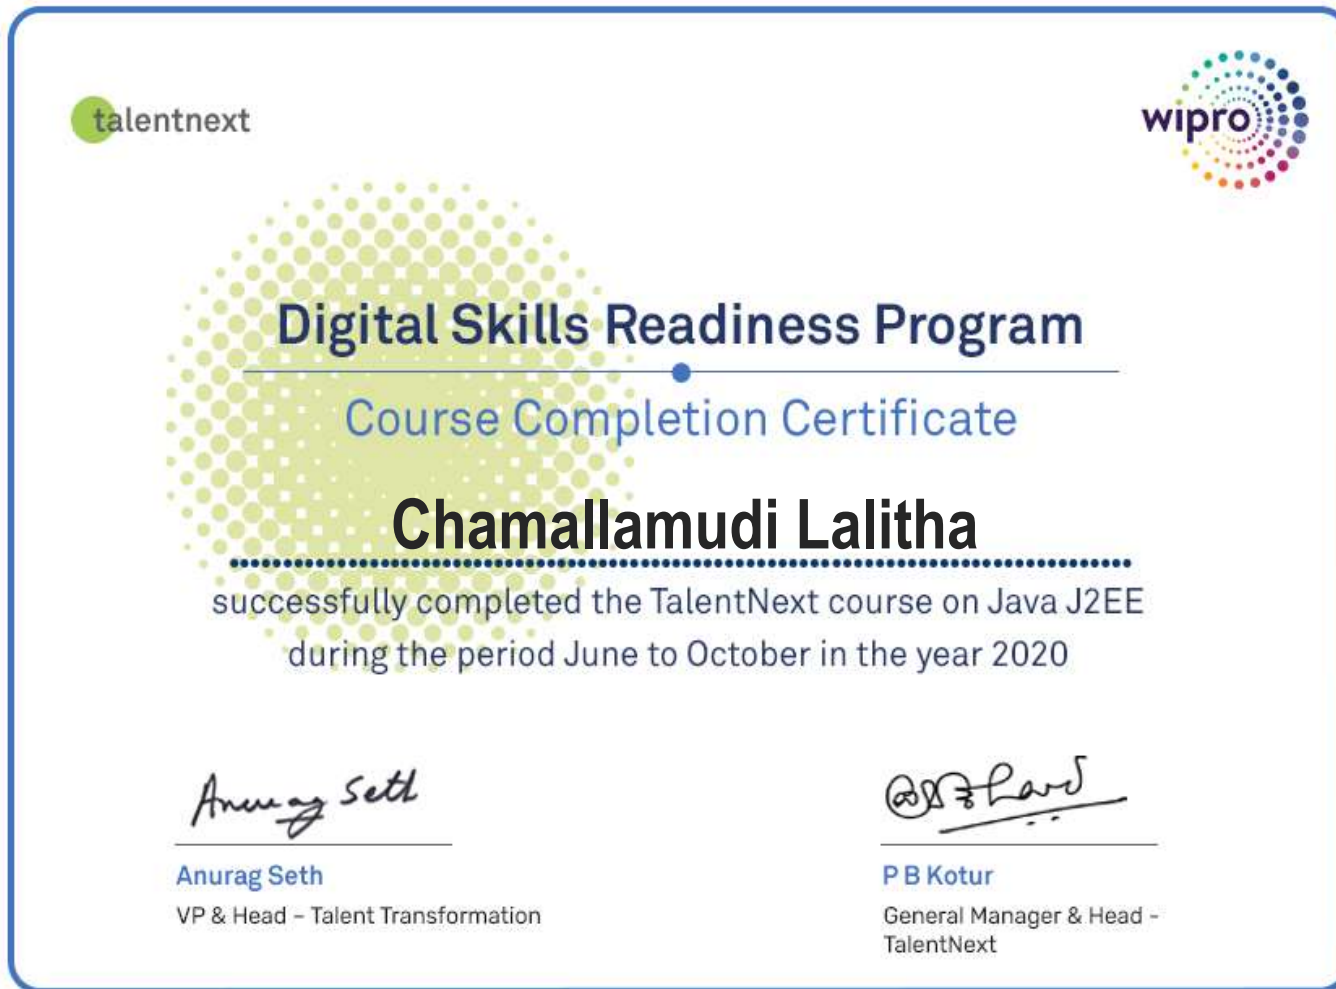 talentnext
wipro
Digital Skills Readiness Program
Course Completion Certificate
Chamallamudi Lalitha
successfully completed the TalentNext course on Java J2EE
during the period June to October in the year 2020
Anurag Seth
Anurag Seth
VP & Head – Talent Transformation
P B Kotur
General Manager & Head -
TalentNext